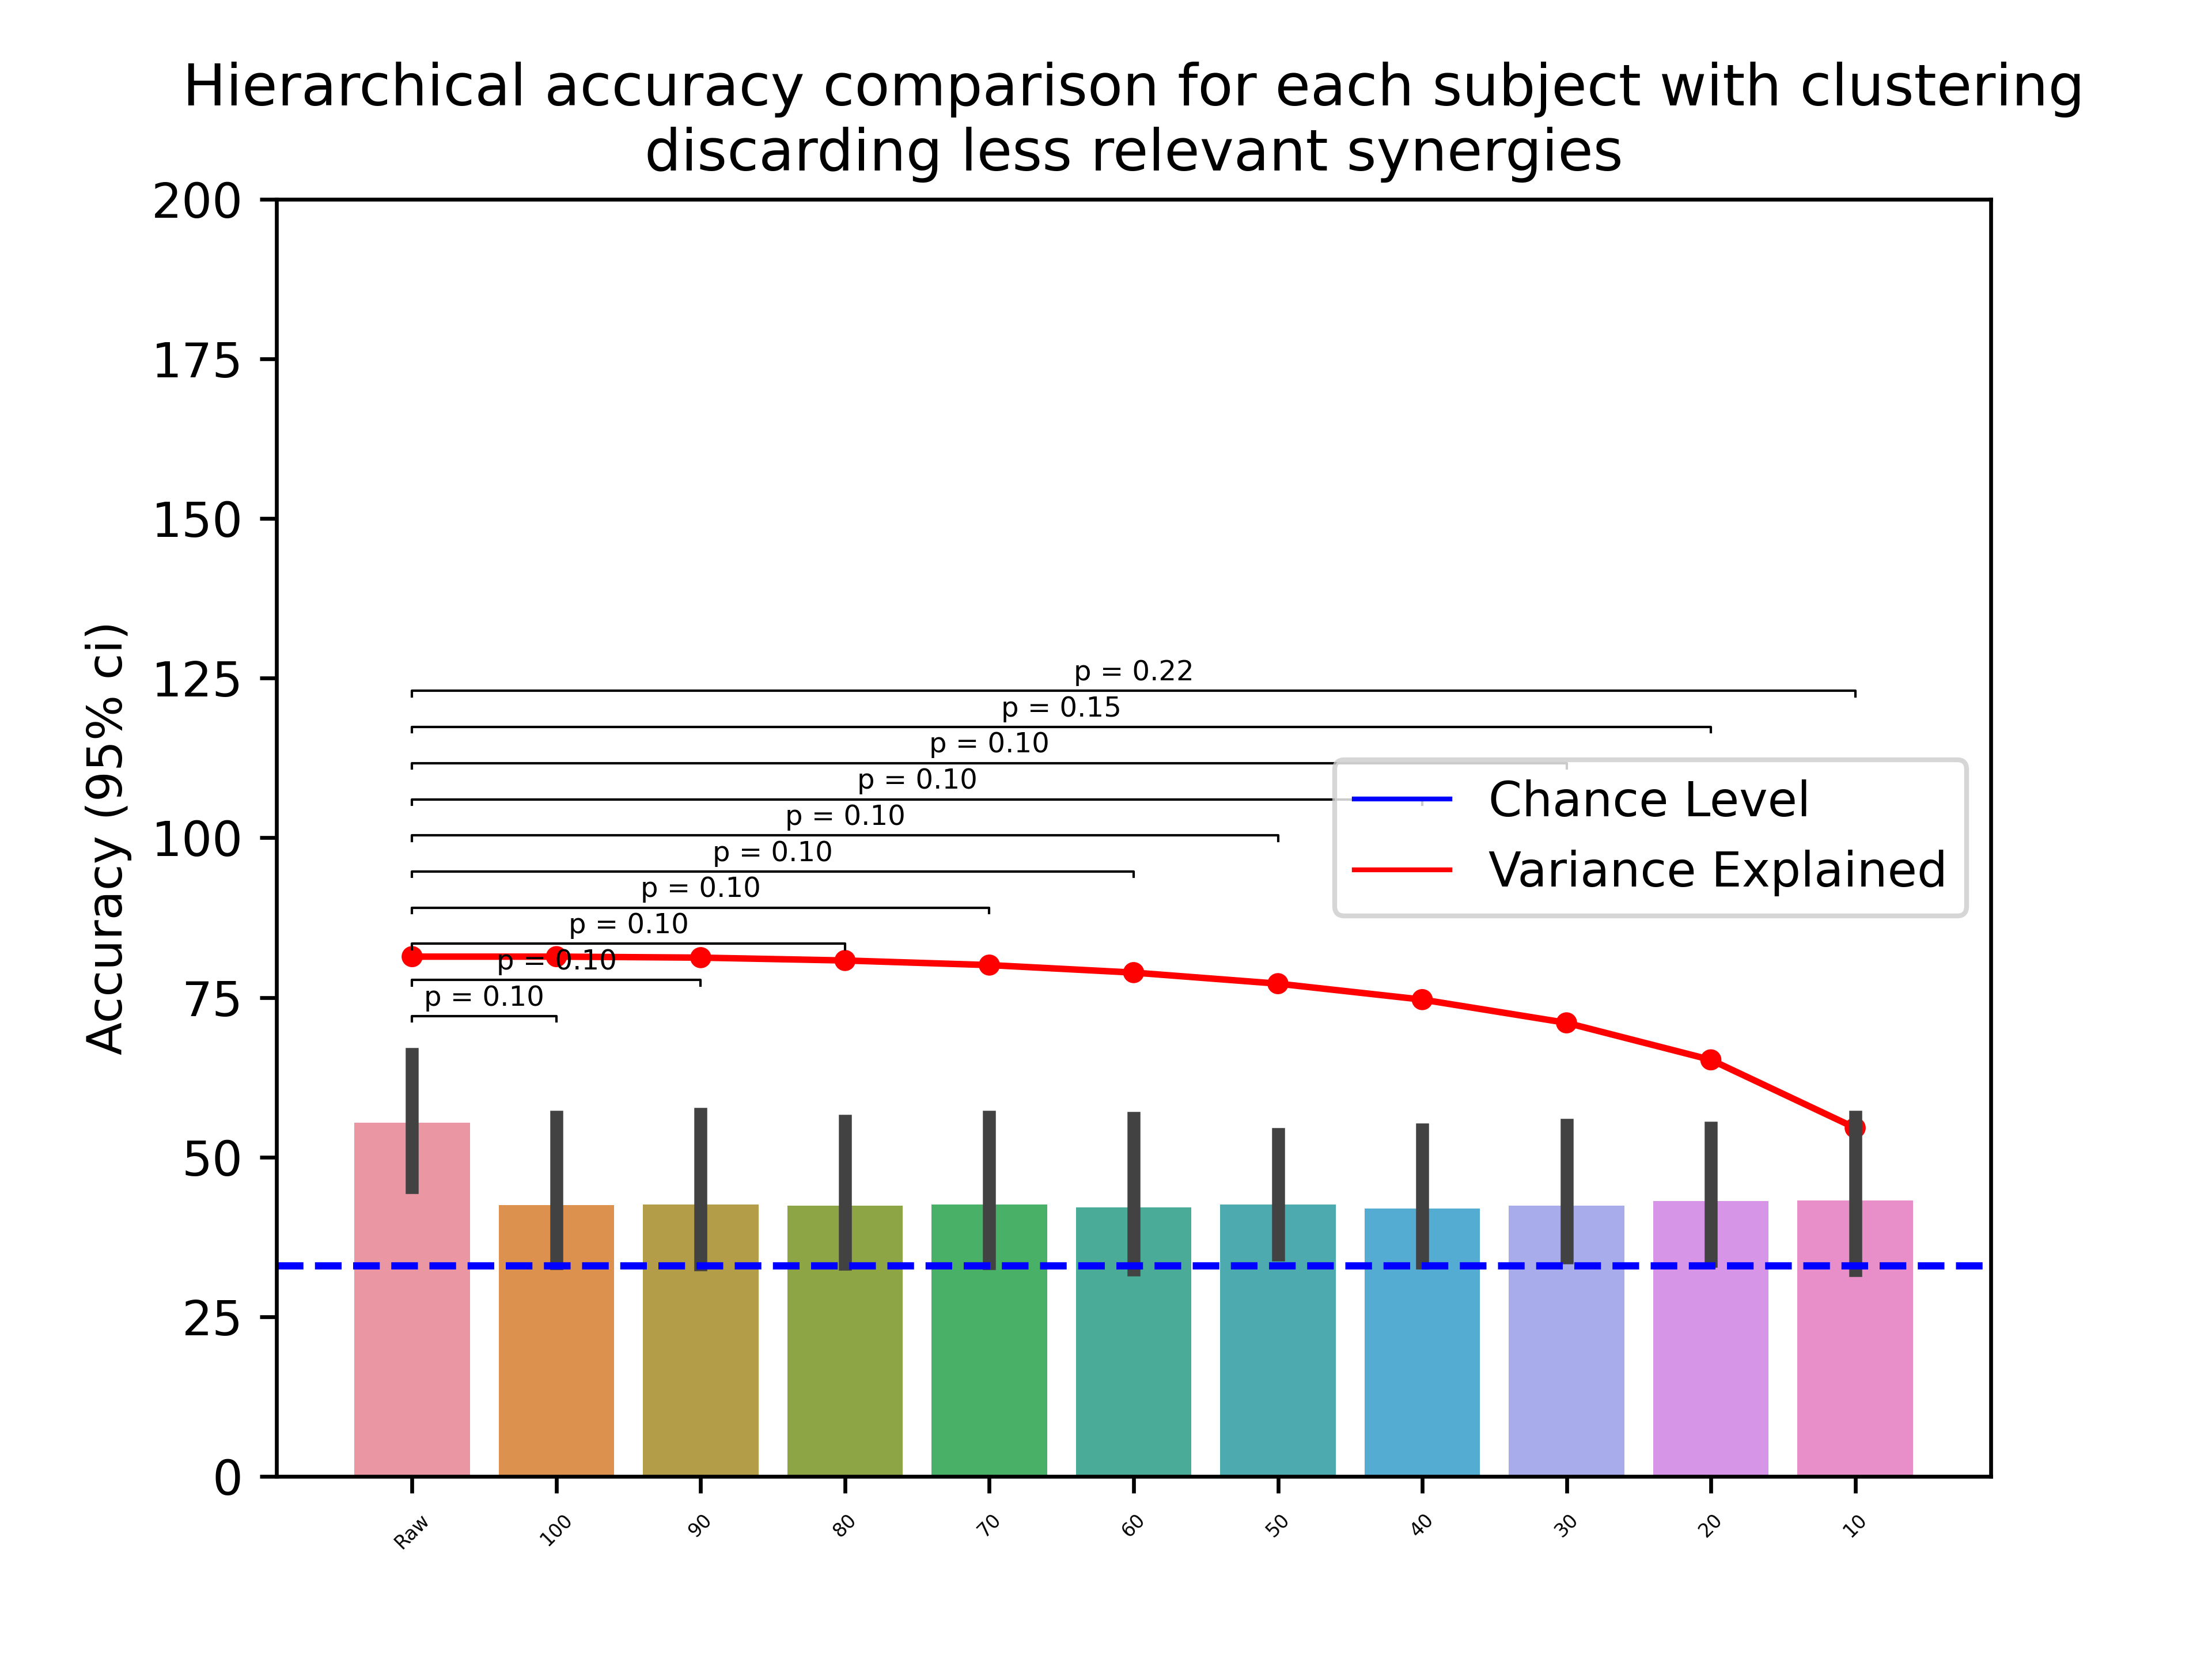 Hierarchical accuracy comparison for each subject with clustering
discarding less relevant synergies
Accuracy (95% ci)
200
175
150
125
100
75
50
25
0
p = 0.22
p = 0.15
p = 0.10
p = 0.10
p = 0.10
p = 0.10
p = 0.10
p = 0.10
p = 0.10
p = 0.10
Chance Level
Variance Explained
Raw
100
90
80
70
60
50
40
30
20
10